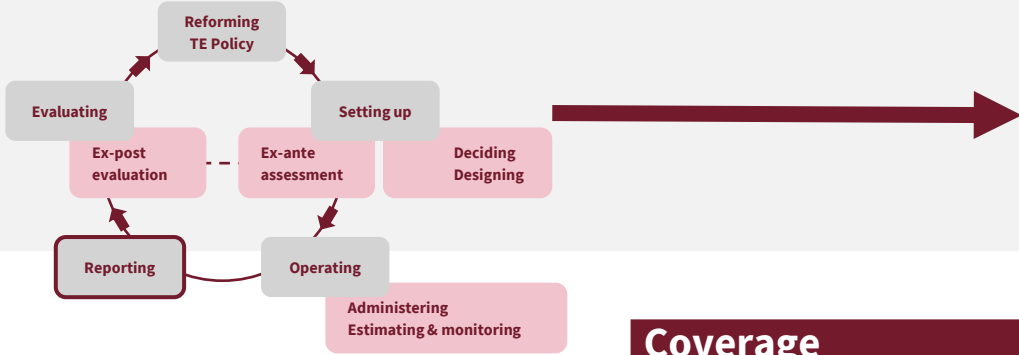 Reforming
TE Policy
Evaluating
Setting up
Ex-post
evaluation
Ex-ante
assessment
Deciding
Designing
Reporting
Operating
Administering
Estimating & monitoring
Coverage